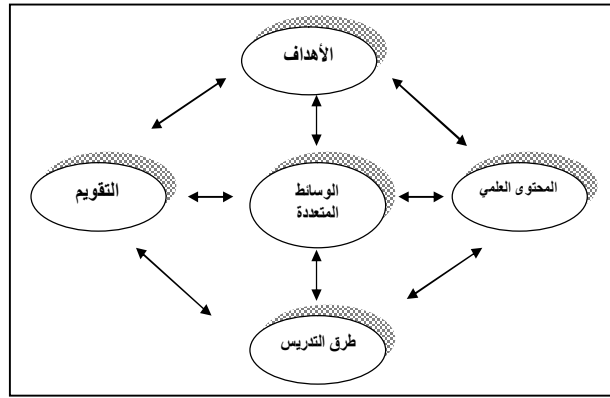 الأهداف
المحتوى العلمي
الوسائط
المتعددة
التقويم
طرق التدريس